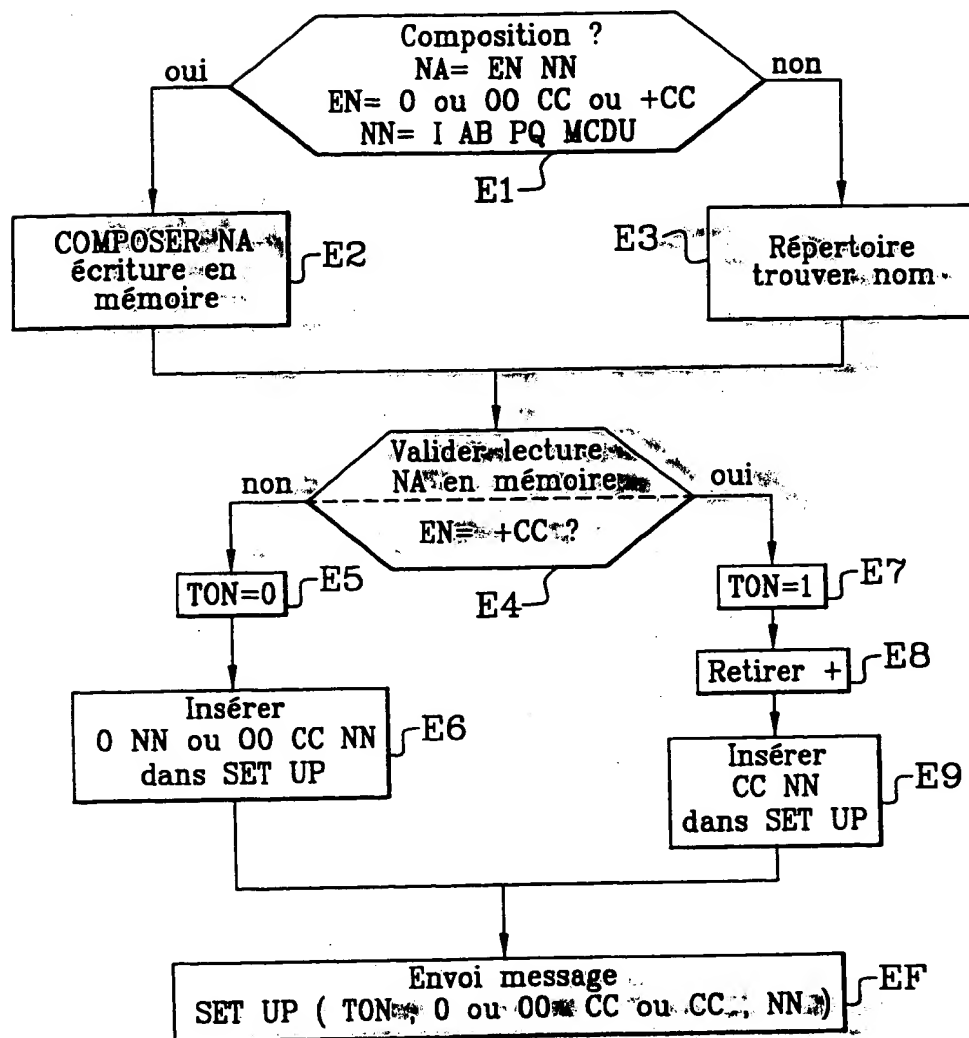 Composition ?
NA= EN NN
EN= 0 ou 00 CC ou +CC
NN= I AB PQ MCDU
oui
non
E1
COMPOSER NA
écriture en
mémoire
E2
E3
Répertoire
trouver nom
Valider lecture
NA en mémoire
EN= +CC ?
non
oui
E4
TON=0
E5
TON=1
E7
Retirer +
E8
Insérer
0 NN ou 00 CC NN
dans SET UP
E6
Insérer
CC NN
dans SET UP
E9
Envoi message
SET UP ( TON , 0 ou 00 CC ou CC , NN )
EF